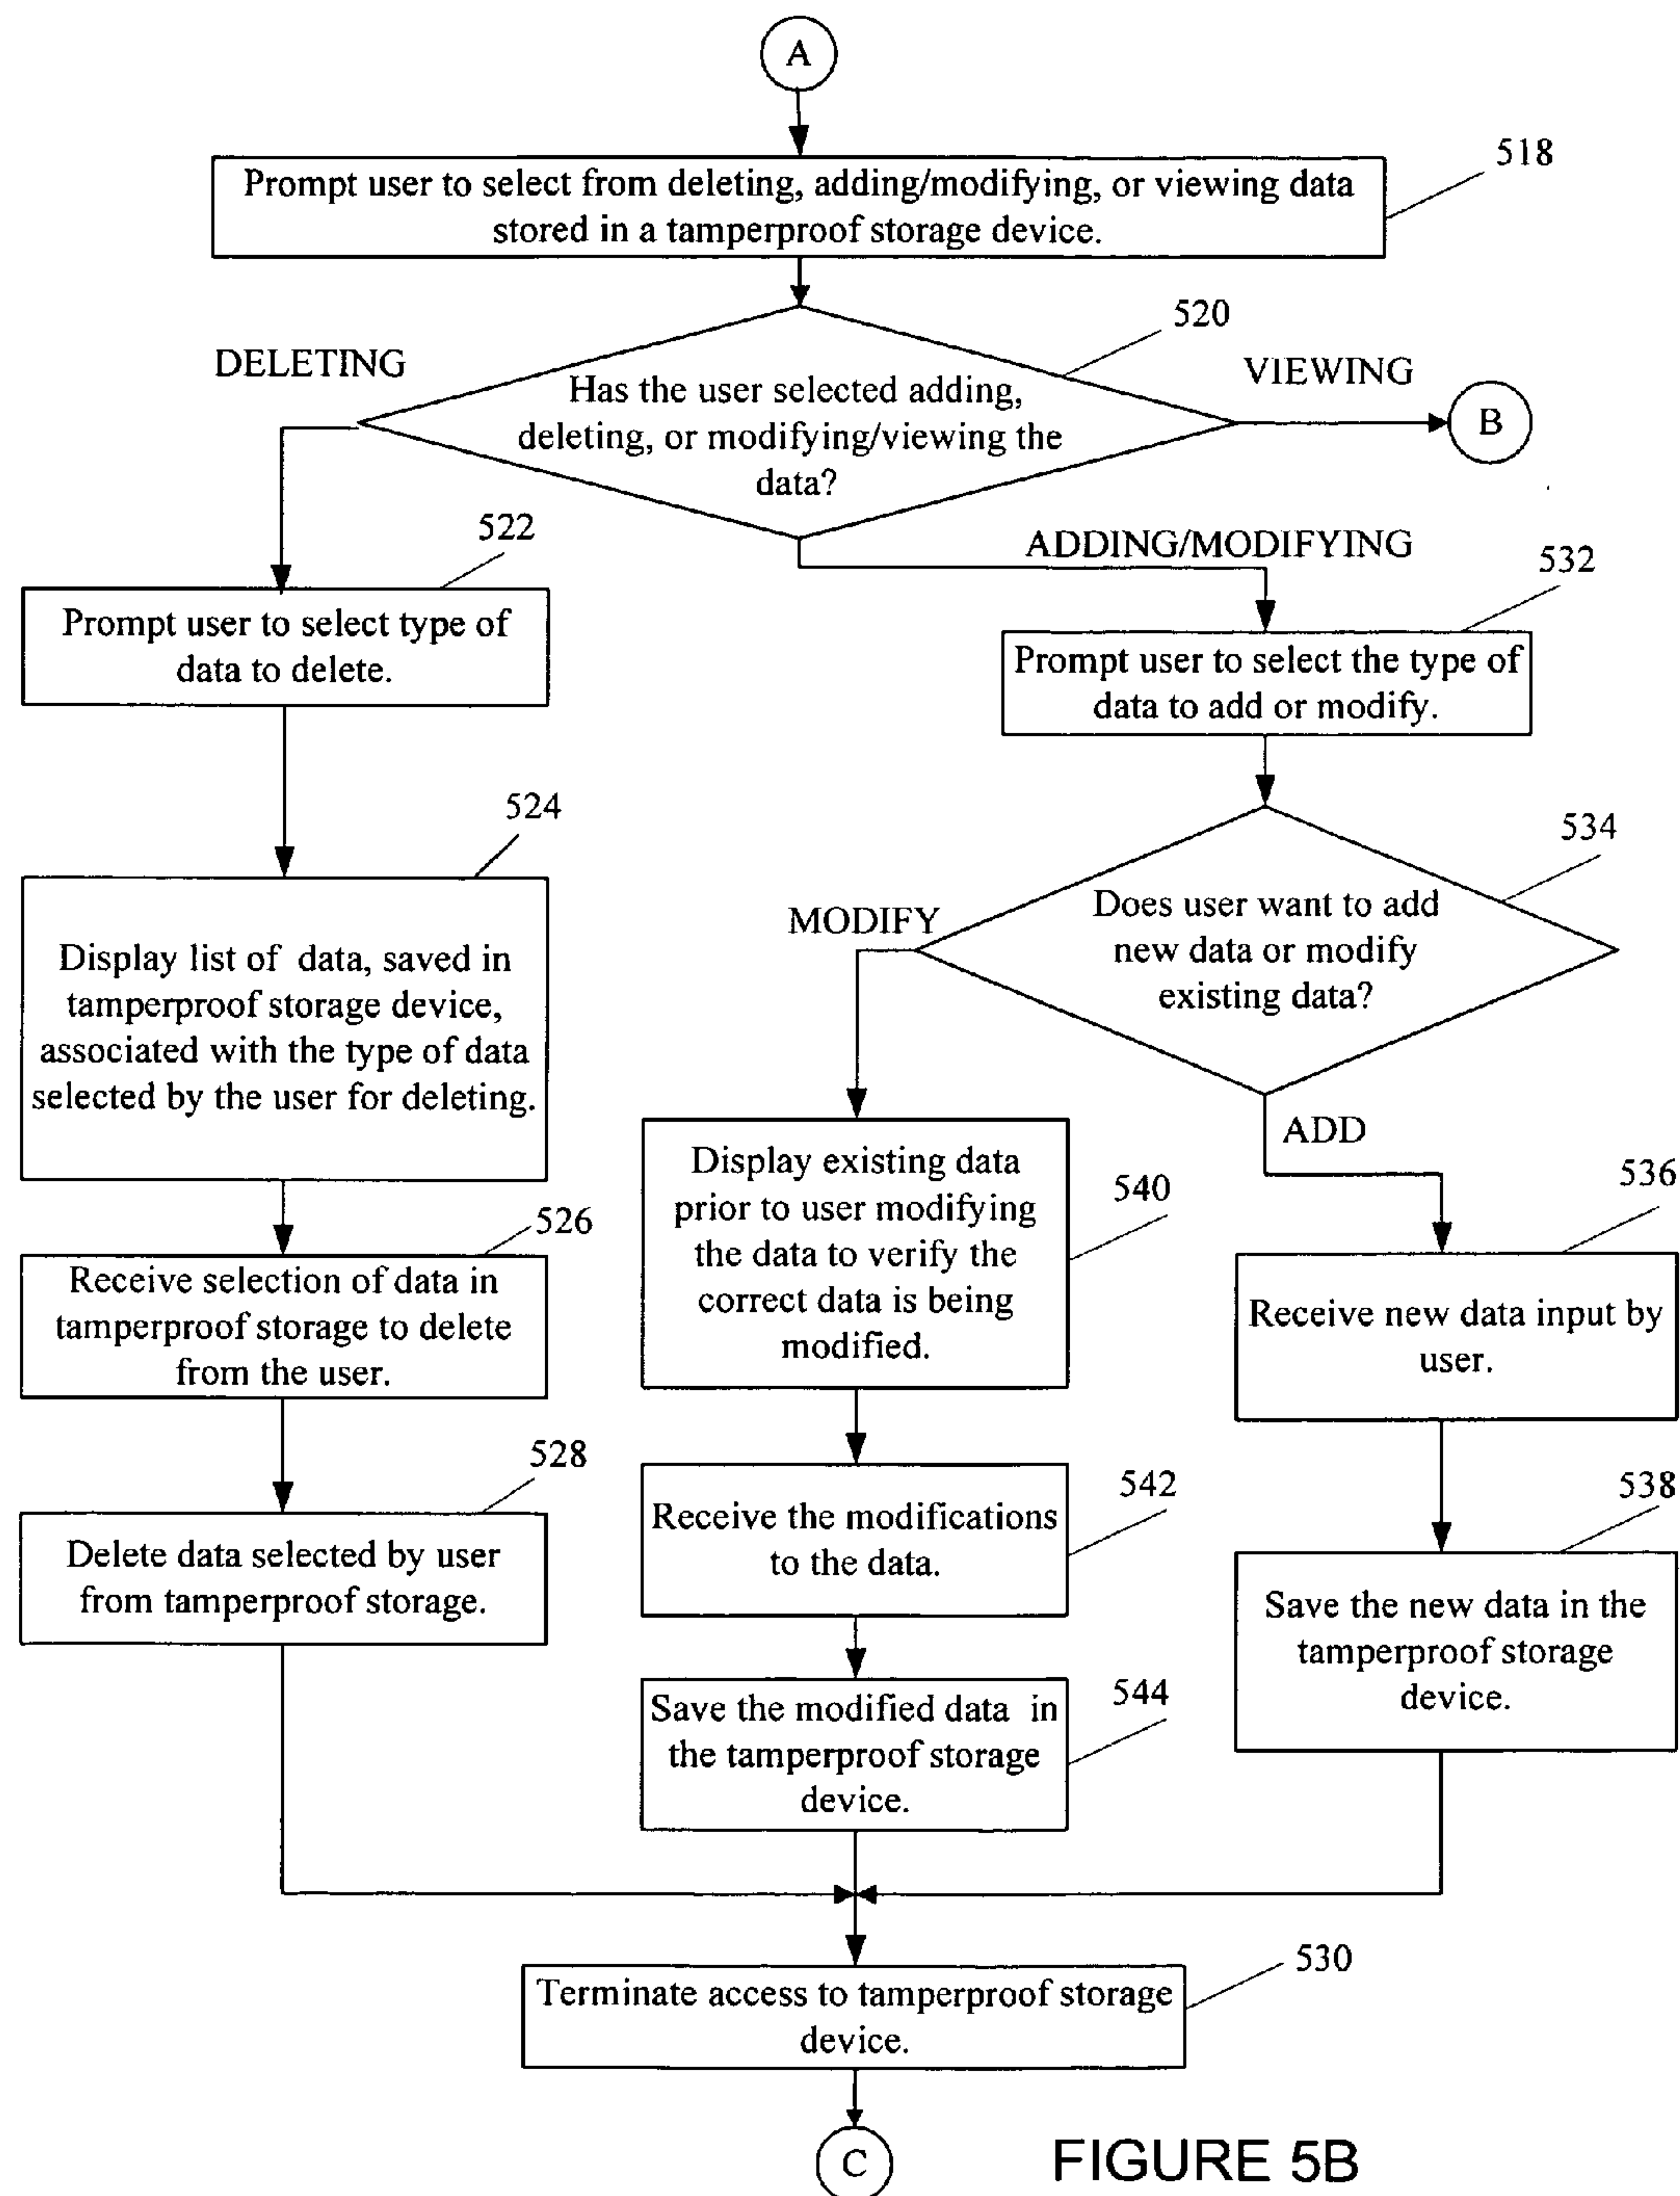 A
518
Prompt user to select from deleting, adding/modifying, or viewing data
stored in a tamperproof storage device.
520
DELETING
VIEWING
Has the user selected adding,
deleting, or modifying/viewing the
data?
B
522
ADDING/MODIFYING
532
Prompt user to select type of
data to delete.
Prompt user to select the type of
data to add or modify.
524
534
Display list of data, saved in
tamperproof storage device,
associated with the type of data
selected by the user for deleting.
MODIFY
Does user want to add
new data or modify
existing data?
ADD
526
Receive selection of data in
tamperproof storage to delete
from the user.
540
Display existing data
prior to user modifying
the data to verify the
correct data is being
modified.
536
Receive new data input by
user.
528
Delete data selected by user
from tamperproof storage.
542
Receive the modifications
to the data.
538
Save the new data in the
tamperproof storage
device.
544
Save the modified data in
the tamperproof storage
device.
530
Terminate access to tamperproof storage
device.
C
FIGURE 5B